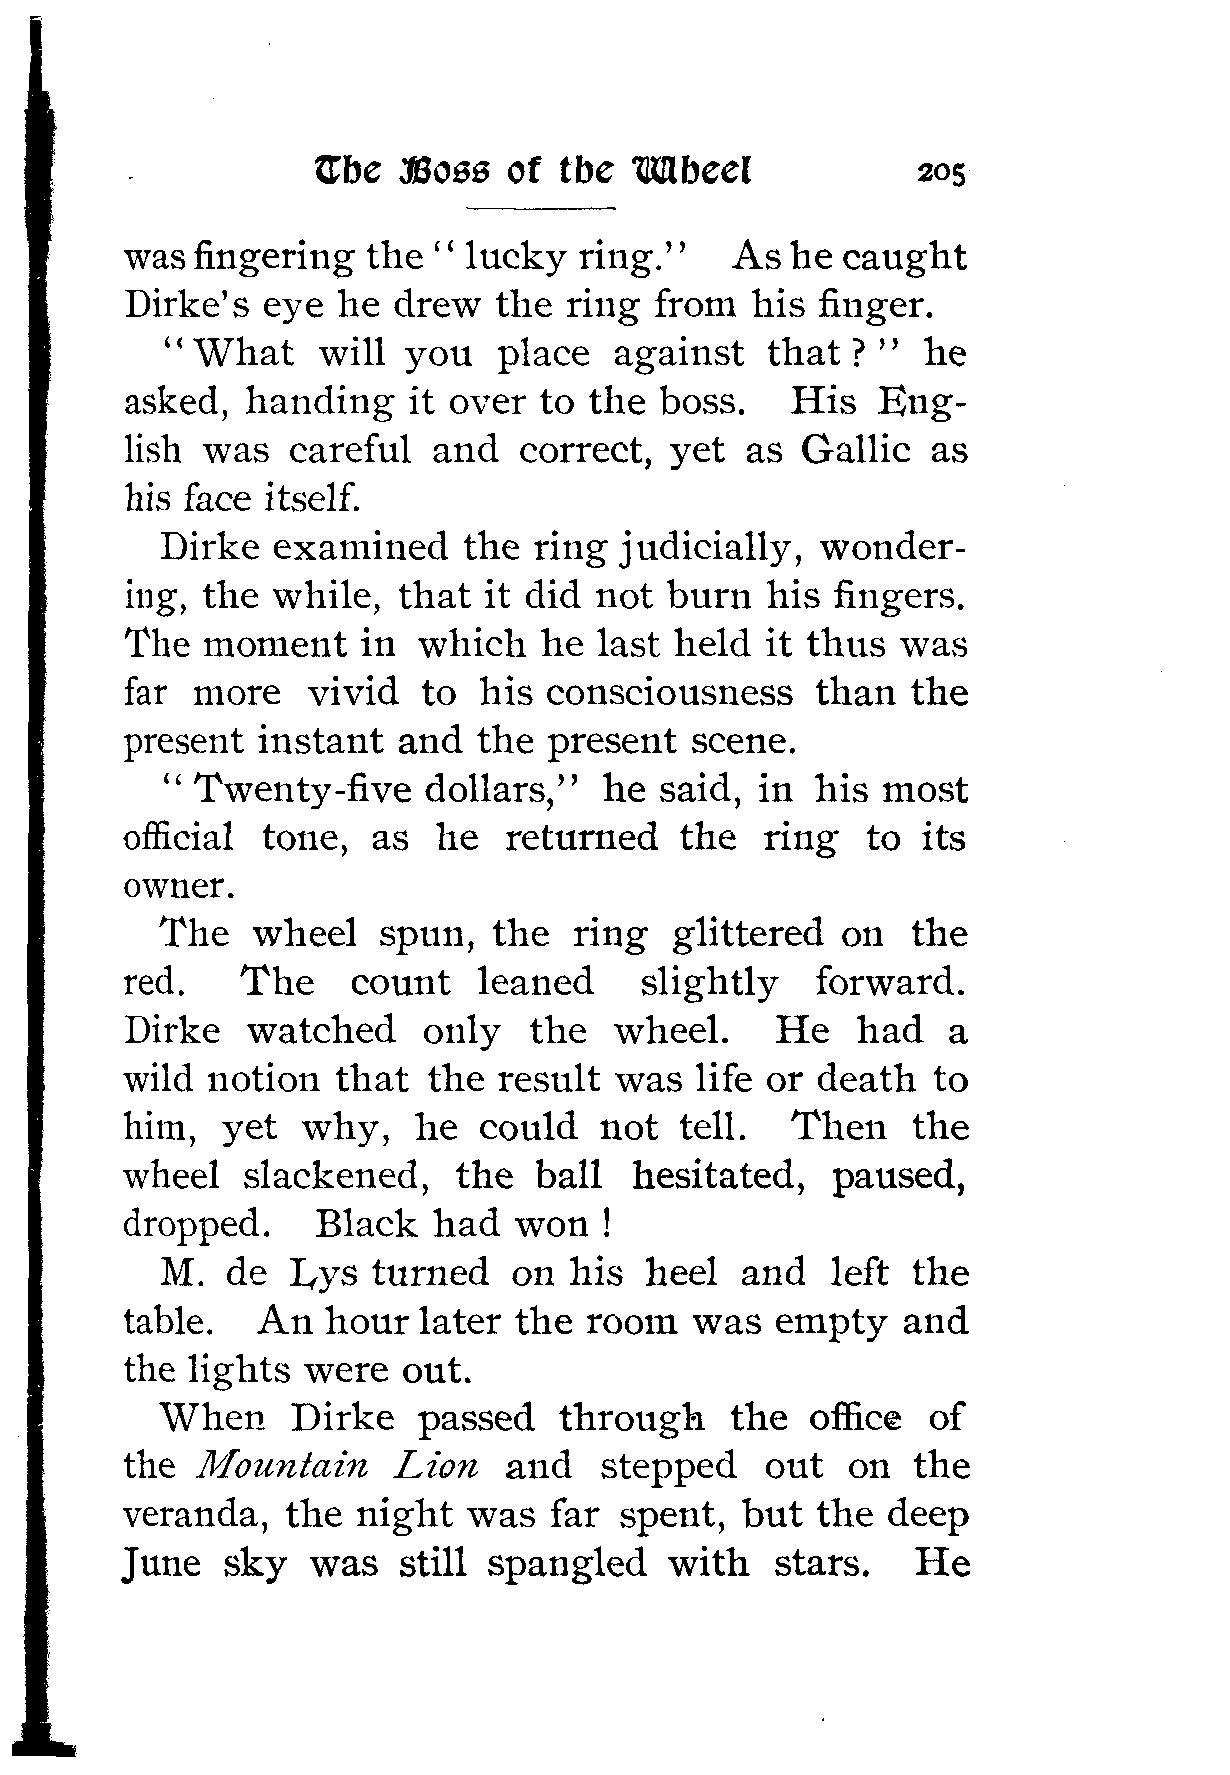 The Boss of the Wheel 205
was fingering the "lucky ring." As he caught
Dirke's eye he drew the ring from his finger.
"What will you place against that?" he
asked, handing it over to the boss. His Eng-
lish was careful and correct, yet as Gallic as
his face itself.
Dirke examined the ring judicially, wonder-
ing, the while, that it did not burn his fingers.
The moment in which he last held it thus was
far more vivid to his consciousness than the
present instant and the present scene.
"Twenty-five dollars," he said, in his most
official tone, as he returned the ring to its
owner.
The wheel spun, the ring glittered on the
red. The count leaned slightly forward.
Dirke watched only the wheel. He had a
wild notion that the result was life or death to
him, yet why, he could not tell. Then the
wheel slackened, the ball hesitated, paused,
dropped. Black had won!
M. de Lys turned on his heel and left the
table. An hour later the room was empty and
the lights were out.
When Dirke passed through the office of
the Mountain Lion and stepped out on the
veranda, the night was far spent, but the deep
June sky was still spangled with stars. He